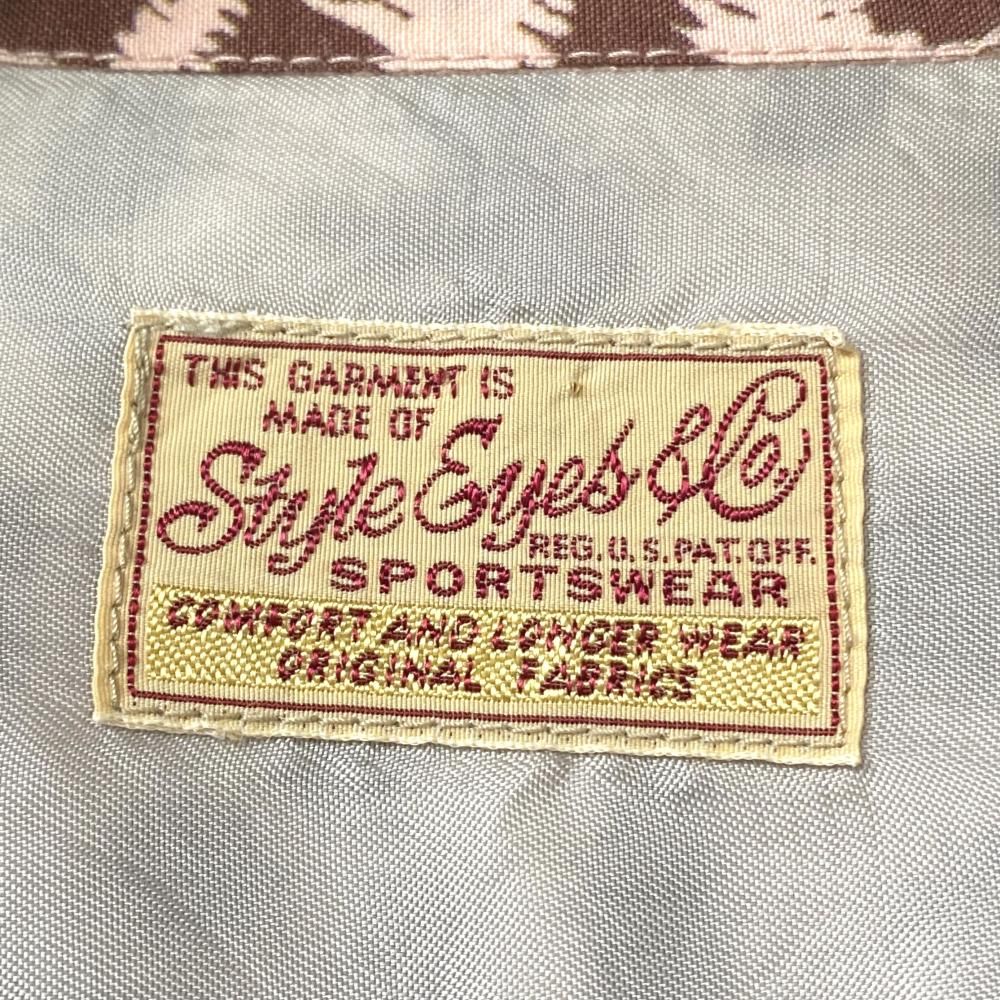 THIS GARMENT IS
MADE OF
Style Eyes & Co.
REG. U.S. PAT. OFF.
SPORTSWEAR
COMFORT AND LONGER WEAR
ORIGINAL FABRICS